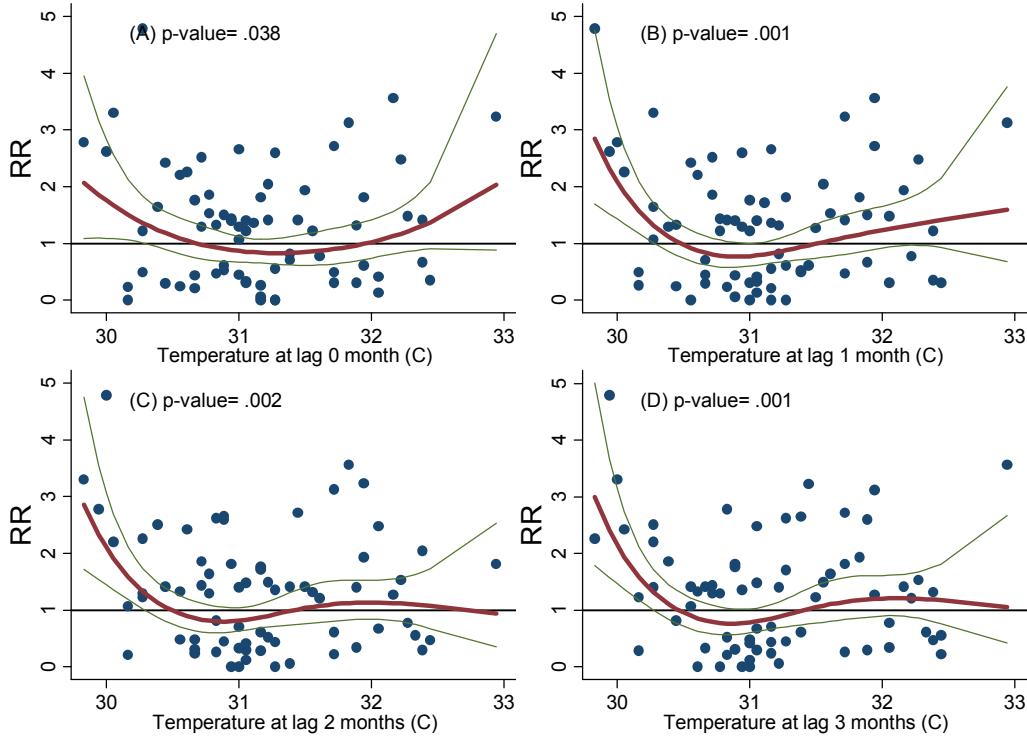 (A) p-value= .038
RR
5
4
3
2
1
0
30 31 32 33
Temperature at lag 0 month (C)
(B) p-value= .001
RR
5
4
3
2
1
0
30 31 32 33
Temperature at lag 1 month (C)
(C) p-value= .002
RR
5
4
3
2
1
0
30 31 32 33
Temperature at lag 2 months (C)
(D) p-value= .001
RR
5
4
3
2
1
0
30 31 32 33
Temperature at lag 3 months (C)